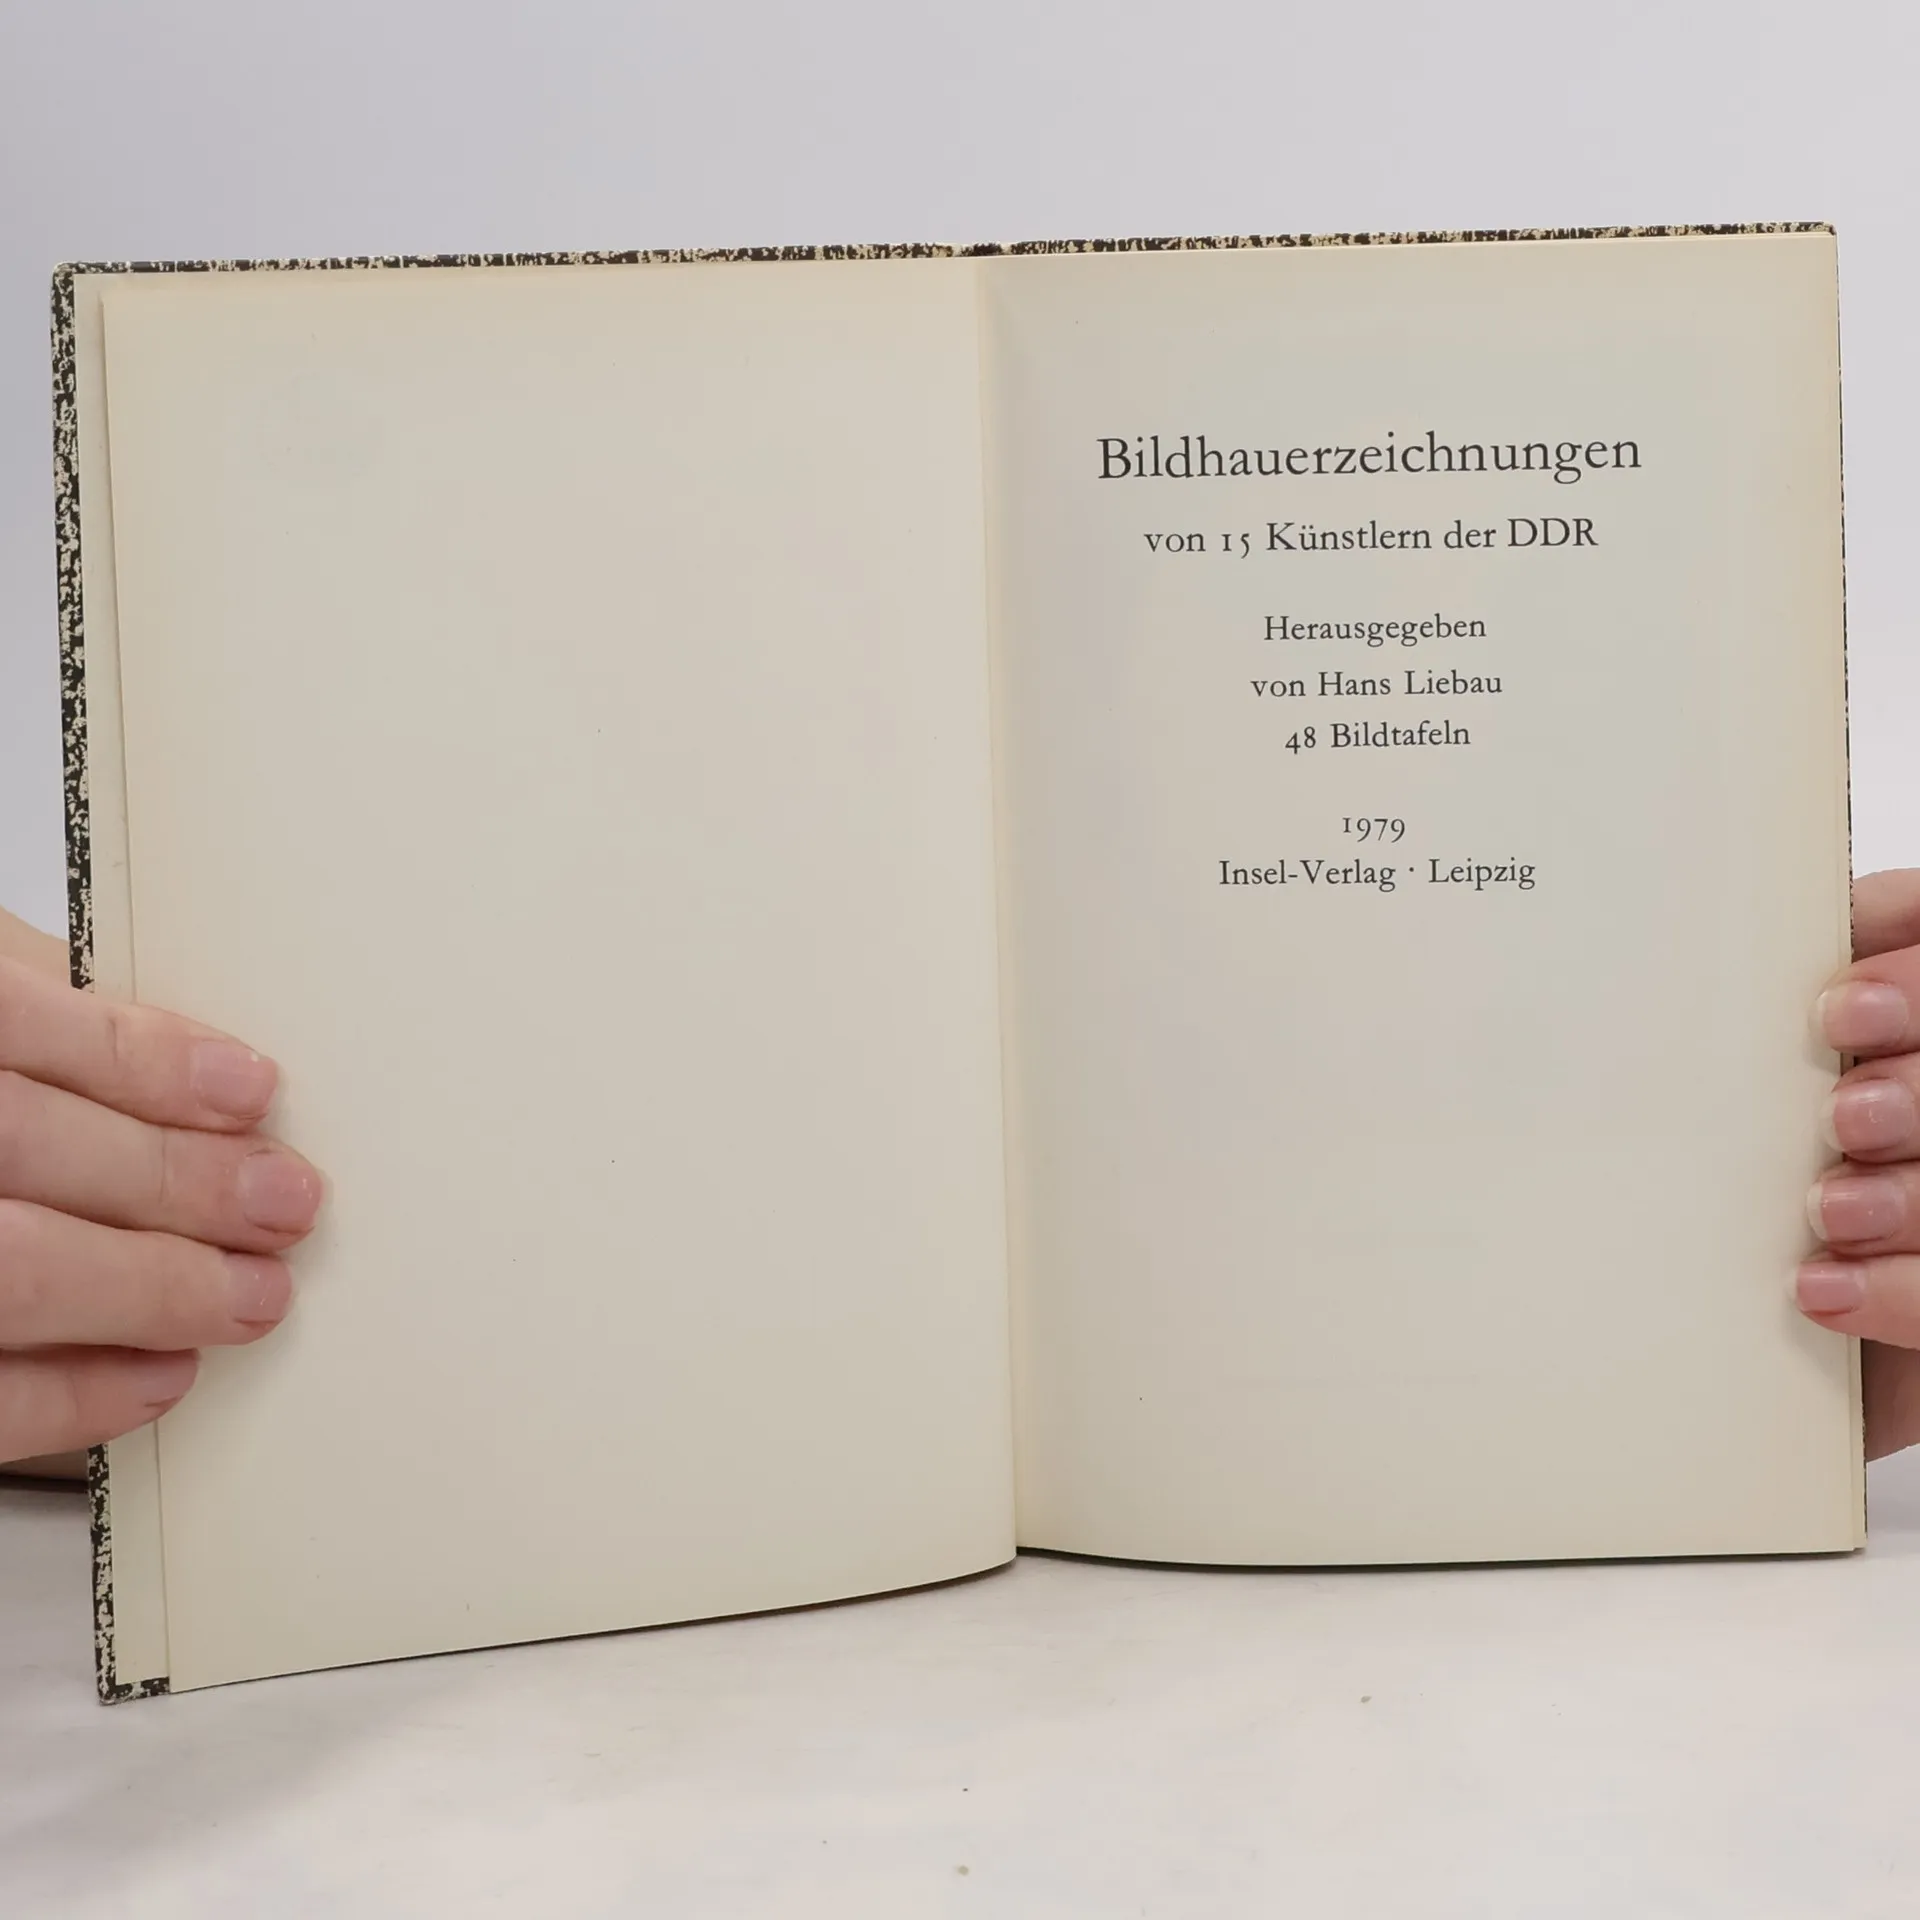 Bildhauerzeichnungen
von 15 Künstlern der DDR
Herausgegeben
von Hans Liebau
48 Bildtafeln
1979
Insel-Verlag · Leipzig